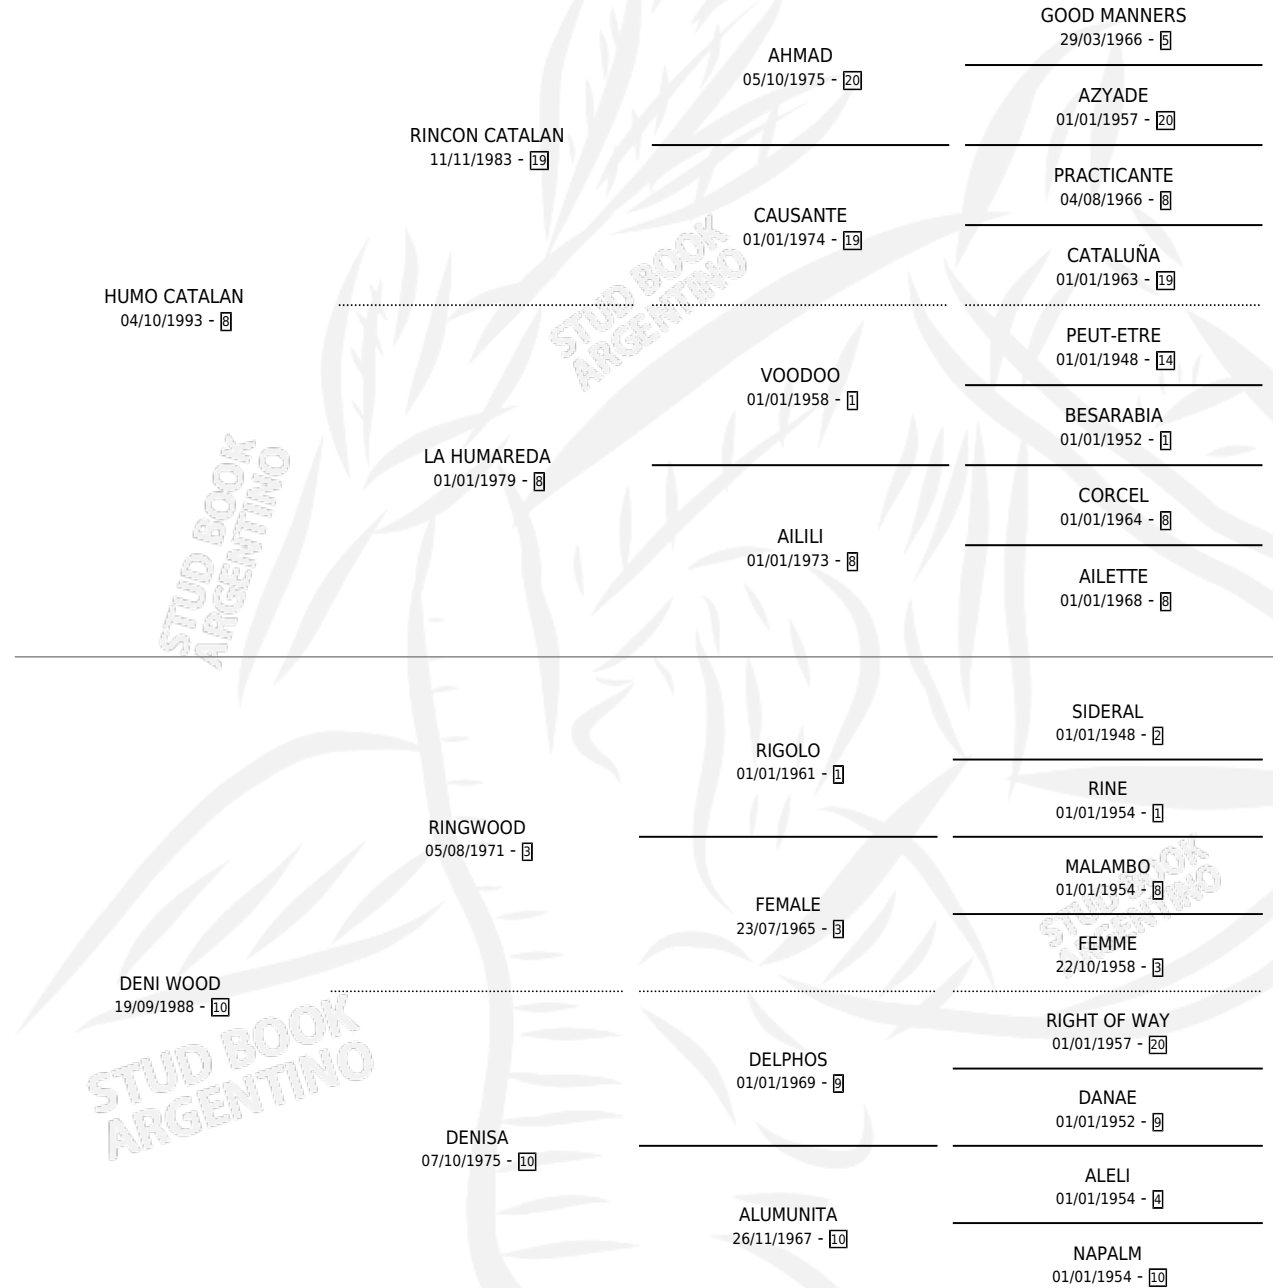 GOOD MANNERS
29/03/1966 - 5
AHMAD
05/10/1975 - 20
AZYADE
01/01/1957 - 20
RINCON CATALAN
11/11/1983 - 19
PRACTICANTE
04/08/1966 - 8
CAUSANTE
01/01/1974 - 19
CATALUÑA
01/01/1963 - 19
HUMO CATALAN
04/10/1993 - 8
PEUT-ETRE
01/01/1948 - 14
VOODOO
01/01/1958 - 1
BESARABIA
01/01/1952 - 1
LA HUMAREDA
01/01/1979 - 8
CORCEL
01/01/1964 - 8
AILILI
01/01/1973 - 8
AILETTE
01/01/1968 - 8
STUD BOOK
ARGENTINO
STUD BOOK
ARGENTINO
SIDERAL
01/01/1948 - 2
RIGOLO
01/01/1961 - 1
RINE
01/01/1954 - 1
RINGWOOD
05/08/1971 - 3
MALAMBO
01/01/1954 - 8
FEMALE
23/07/1965 - 3
FEMME
22/10/1958 - 3
DENI WOOD
19/09/1988 - 10
RIGHT OF WAY
01/01/1957 - 20
DELPHOS
01/01/1969 - 9
DANAE
01/01/1952 - 9
DENISA
07/10/1975 - 10
ALELI
01/01/1954 - 4
ALUMUNITA
26/11/1967 - 10
NAPALM
01/01/1954 - 10
STUD BOOK
ARGENTINO
STUD BOOK
ARGENTINO